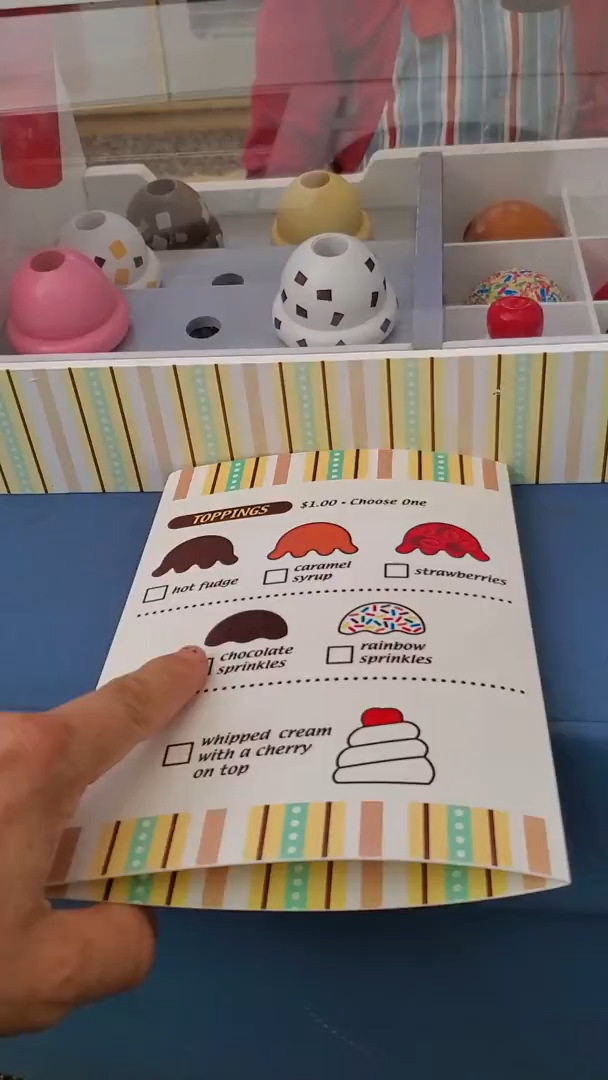 TOPPINGS $1.00 - Choose One
hot fudge
caramel
syrup
strawberries
chocolate
sprinkles
rainbow
sprinkles
whipped cream
with a cherry
on top